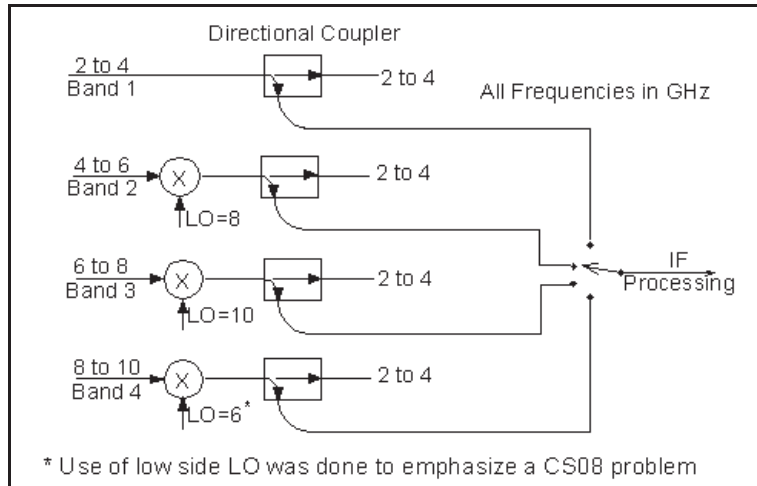 Directional Coupler
2 to 4
Band 1
2 to 4
All Frequencies in GHz
4 to 6
Band 2
X
LO=8
2 to 4
6 to 8
Band 3
X
LO=10
2 to 4
IF
Processing
8 to 10
Band 4
X
LO=6*
2 to 4
* Use of low side LO was done to emphasize a CS08 problem